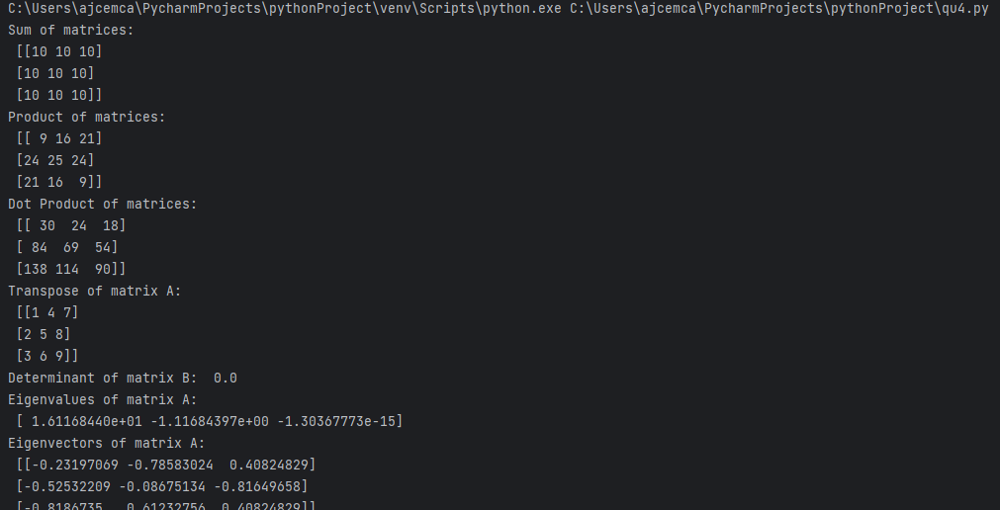 C:\Users\ajcemca\PycharmProjects\pythonProject\venv\Scripts\python.exe C:\Users\ajcemca\PycharmProjects\pythonProject\qu4.py
Sum of matrices:
 [[10 10 10]
 [10 10 10]
 [10 10 10]]
Product of matrices:
 [[ 9 16 21]
 [24 25 24]
 [21 16  9]]
Dot Product of matrices:
 [[ 30  24  18]
 [ 84  69  54]
 [138 114  90]]
Transpose of matrix A:
 [[1 4 7]
 [2 5 8]
 [3 6 9]]
Determinant of matrix B:  0.0
Eigenvalues of matrix A:
 [ 1.61168440e+01 -1.11684397e+00 -1.30367773e-15]
Eigenvectors of matrix A:
 [[-0.23197069 -0.78583024  0.40824829]
 [-0.52532209 -0.08675134 -0.81649658]
 [-0.8186735   0.61232756  0.40824829]]